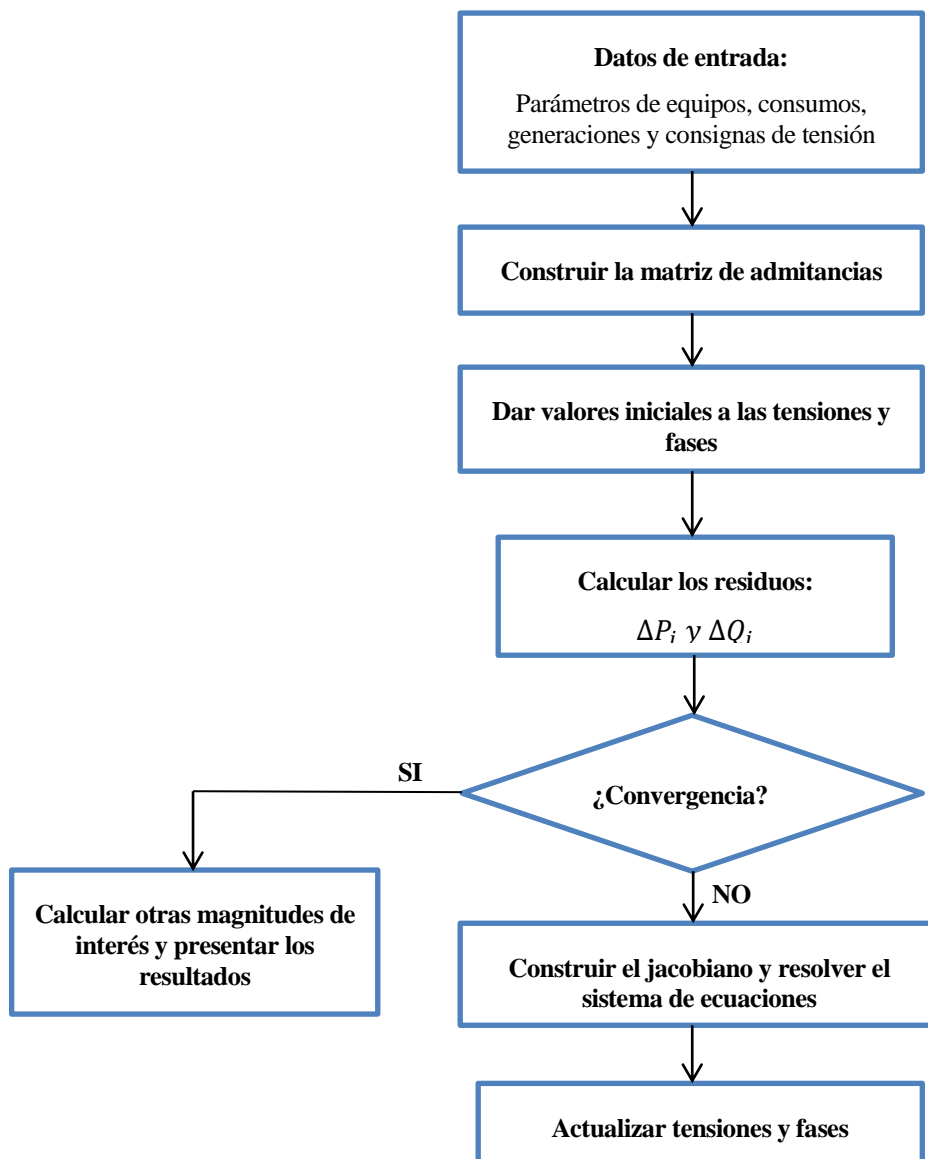 Datos de entrada:
Parámetros de equipos, consumos,
generaciones y consignas de tensión
Construir la matriz de admitancias
Dar valores iniciales a las tensiones y
fases
Calcular los residuos:
ΔPᵢ y ΔQᵢ
¿Convergencia?
SI
NO
Calcular otras magnitudes de
interés y presentar los
resultados
Construir el jacobiano y resolver el
sistema de ecuaciones
Actualizar tensiones y fases